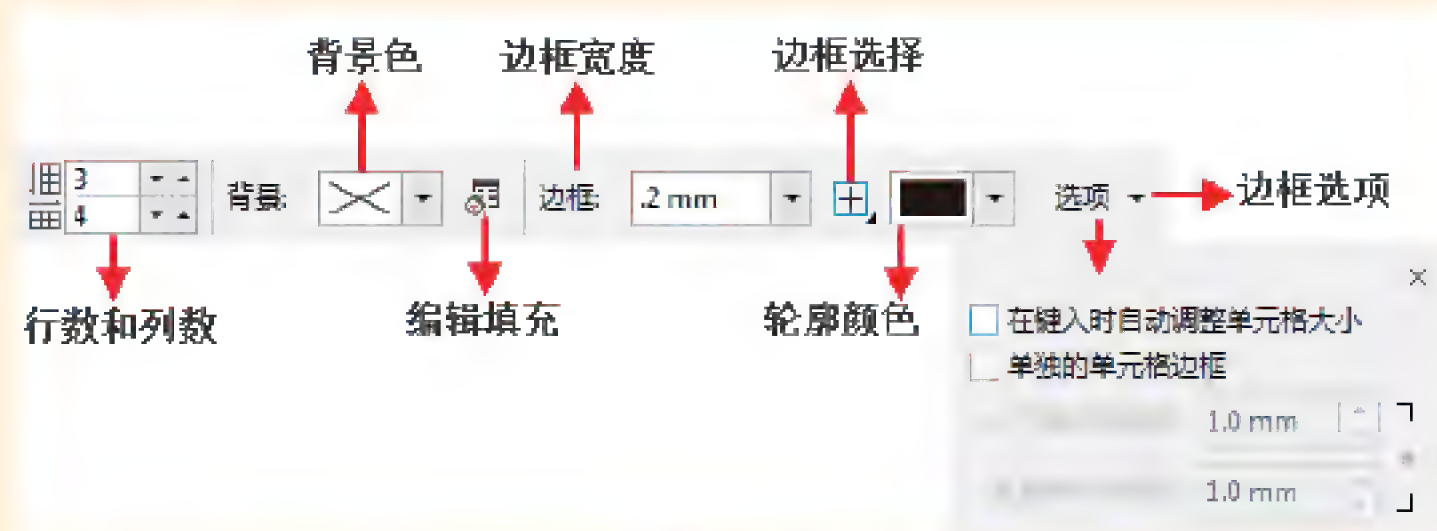 背景色 边框宽度 边框选择
3
背景: 边框: .2 mm 选项 边框选项
4
行数和列数 编辑填充 轮廓颜色
在键入时自动调整单元格大小
单独的单元格边框
1.0 mm
1.0 mm